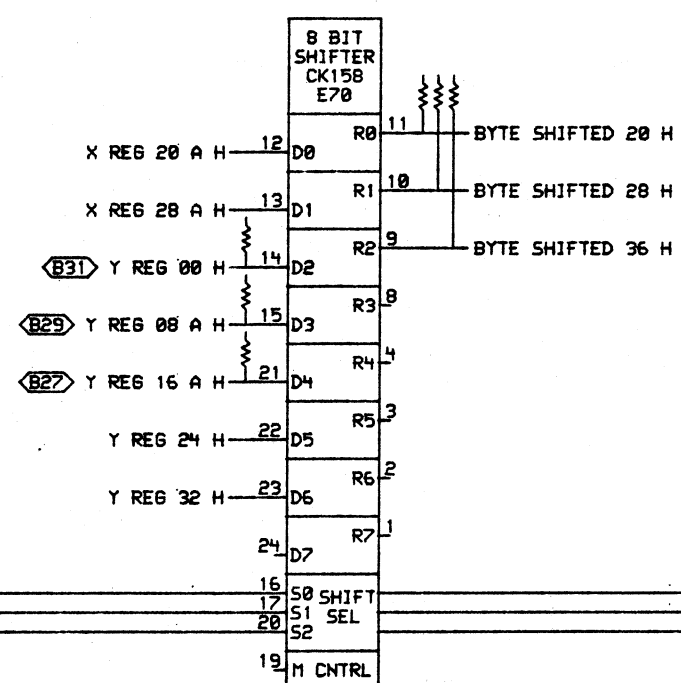 8 BIT
SHIFTER
CK158
E70
R0 11 BYTE SHIFTED 20 H
X REG 20 A H 12 D0
R1 10 BYTE SHIFTED 28 H
X REG 28 A H 13 D1
R2 9 BYTE SHIFTED 36 H
B31 Y REG 00 H 14 D2
R3 8
B29 Y REG 08 A H 15 D3
R4 4
B27 Y REG 16 A H 21 D4
R5 3
Y REG 24 H 22 D5
R6 2
Y REG 32 H 23 D6
R7 1
24 D7
16 S0 SHIFT
17 S1 SEL
20 S2
19 M CNTRL